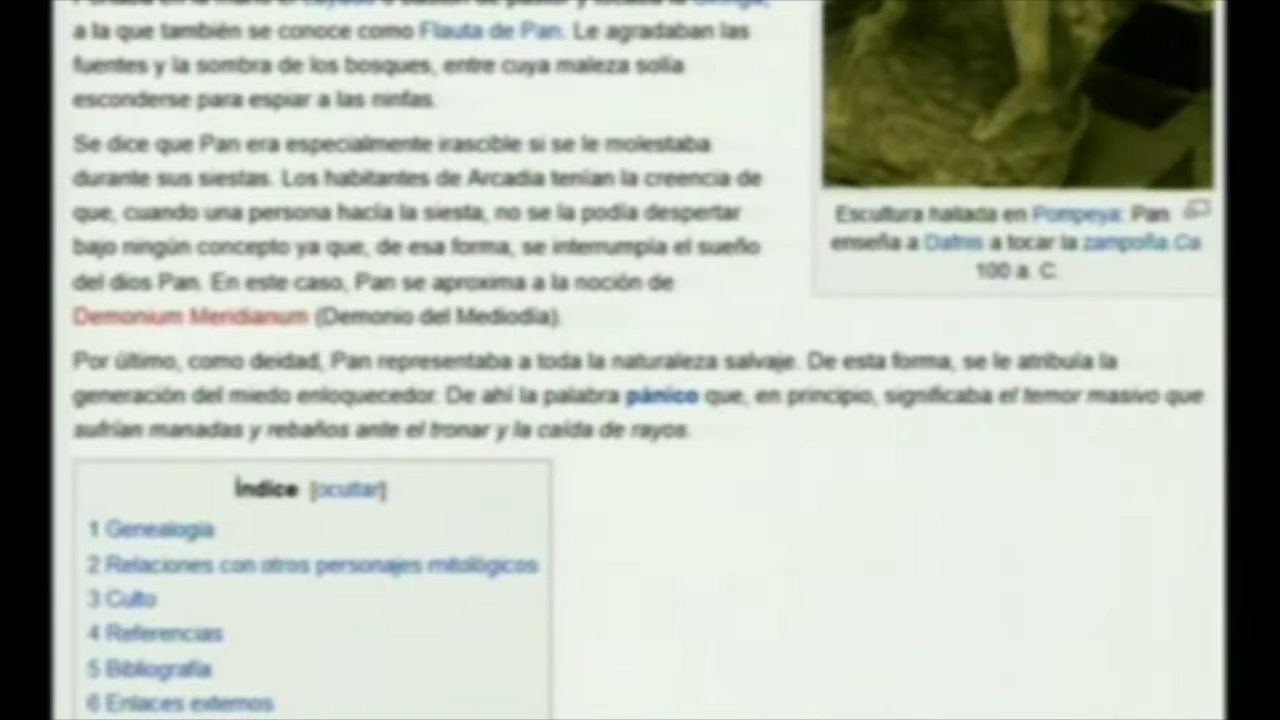 a la que también se conoce como Flauta de Pan. Le agradaban las
fuentes y la sombra de los bosques, entre cuya maleza solía
esconderse para espiar a las ninfas.
Se dice que Pan era especialmente irascible si se le molestaba
durante sus siestas. Los habitantes de Arcadia tenían la creencia de
que, cuando una persona hacía la siesta, no se la podía despertar
bajo ningún concepto ya que, de esa forma, se interrumpía el sueño
del dios Pan. En este caso, Pan se aproxima a la noción de
Demonium Meridianum (Demonio del Mediodía).
Por último, como deidad, Pan representaba a toda la naturaleza salvaje. De esta forma, se le atribuía la
generación del miedo enloquecedor. De ahí la palabra pánico que, en principio, significaba el temor masivo que
sufrían manadas y rebaños ante el tronar y la caída de rayos.
Escultura hallada en Pompeya: Pan
enseña a Dafnis a tocar la zampoña. Ca.
100 a. C.
Índice [ocultar]
1 Genealogía
2 Relaciones con otros personajes mitológicos
3 Culto
4 Referencias
5 Bibliografía
6 Enlaces externos